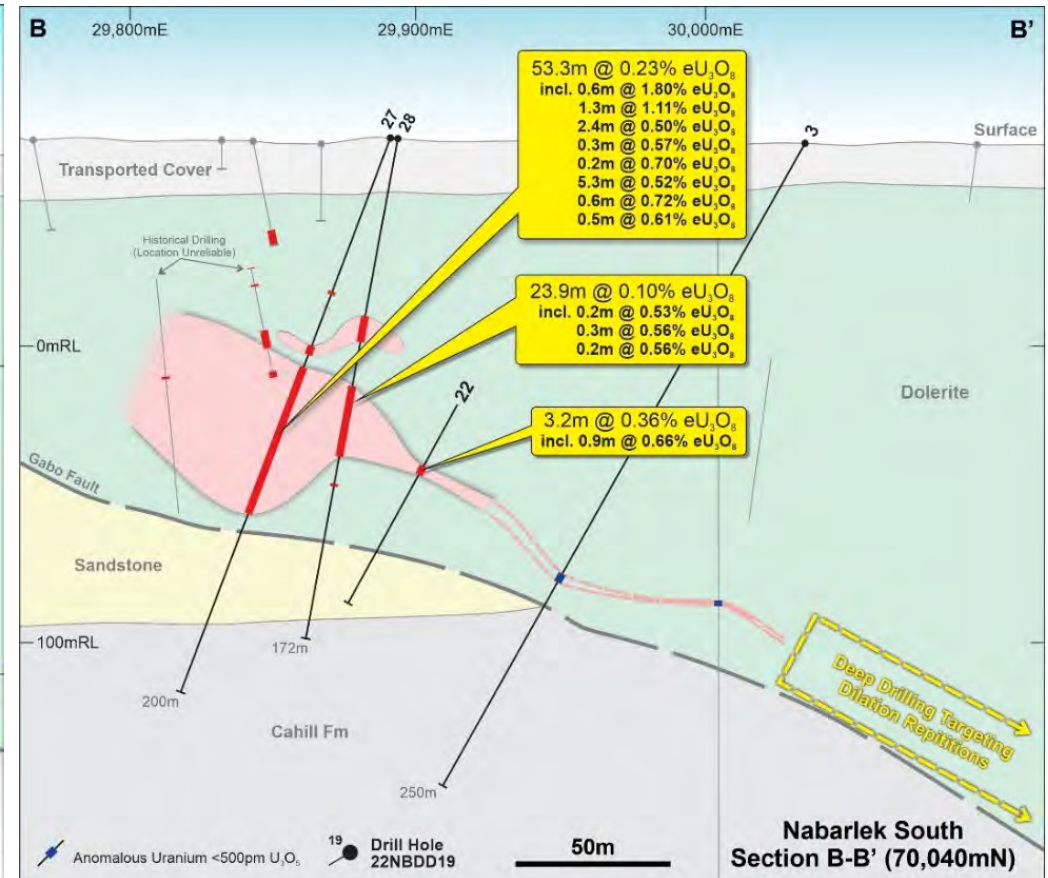 B
29,800mE
29,900mE
30,000mE
B'
53.3m @ 0.23% eU₃O₈
incl. 0.6m @ 1.80% eU₃O₈
1.3m @ 1.11% eU₃O₈
2.4m @ 0.50% eU₃O₈
0.3m @ 0.57% eU₃O₈
0.2m @ 0.70% eU₃O₈
5.3m @ 0.52% eU₃O₈
0.6m @ 0.72% eU₃O₈
0.5m @ 0.61% eU₃O₈
27
28
3
Surface
Transported Cover
Historical Drilling
(Location Unreliable)
23.9m @ 0.10% eU₃O₈
incl. 0.2m @ 0.53% eU₃O₈
0.3m @ 0.56% eU₃O₈
0.2m @ 0.56% eU₃O₈
0mRL
22
Dolerite
3.2m @ 0.36% eU₃O₈
incl. 0.9m @ 0.66% eU₃O₈
Gabo Fault
Sandstone
100mRL
172m
200m
Cahill Fm
250m
Deep Drilling Targeting
Dilation Repititions
Anomalous Uranium <500pm U₃O₅
19
Drill Hole
22NBDD19
50m
Nabarlek South
Section B-B' (70,040mN)